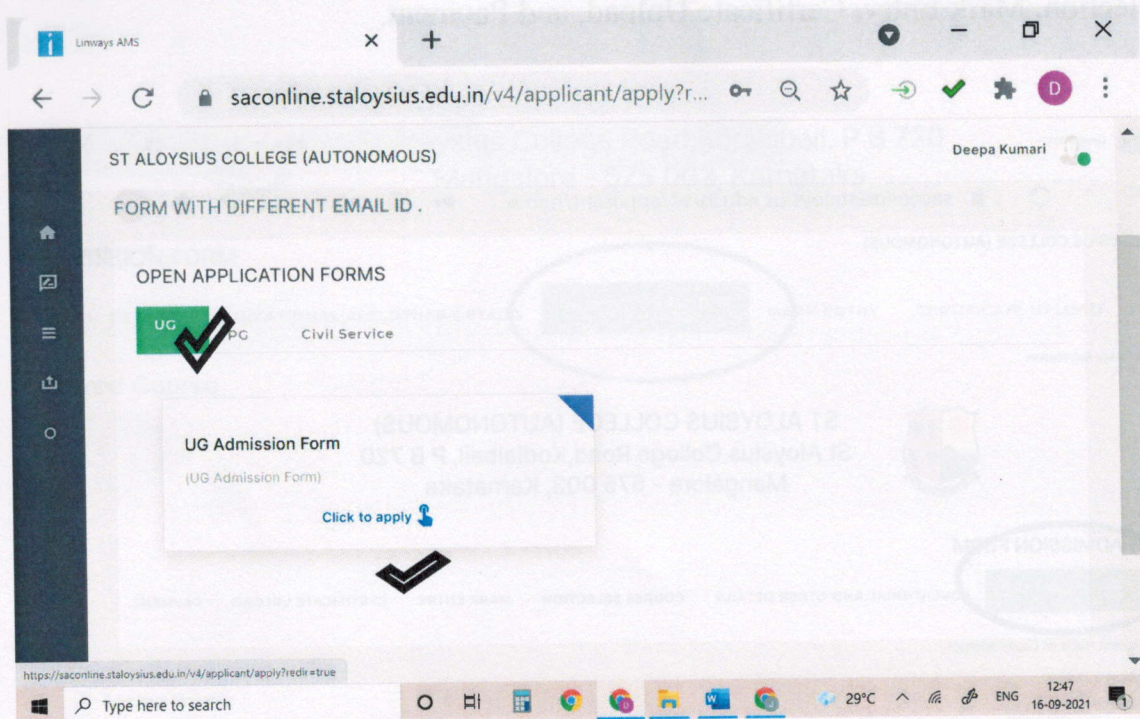 Linways AMS
saconline.staloysius.edu.in/v4/applicant/apply?r...
D
ST ALOYSIUS COLLEGE (AUTONOMOUS)
Deepa Kumari
FORM WITH DIFFERENT EMAIL ID .
OPEN APPLICATION FORMS
UG PG Civil Service
UG Admission Form
(UG Admission Form)
Click to apply
https://saconline.staloysius.edu.in/v4/applicant/apply?redir=true
Type here to search
29°C ENG 12:47
16-09-2021
ST ALOYSIUS COLLEGE (AUTONOMOUS)
St Aloysius College Road, Kodialbail, P B 720
Mangalore - 575 003, Karnataka